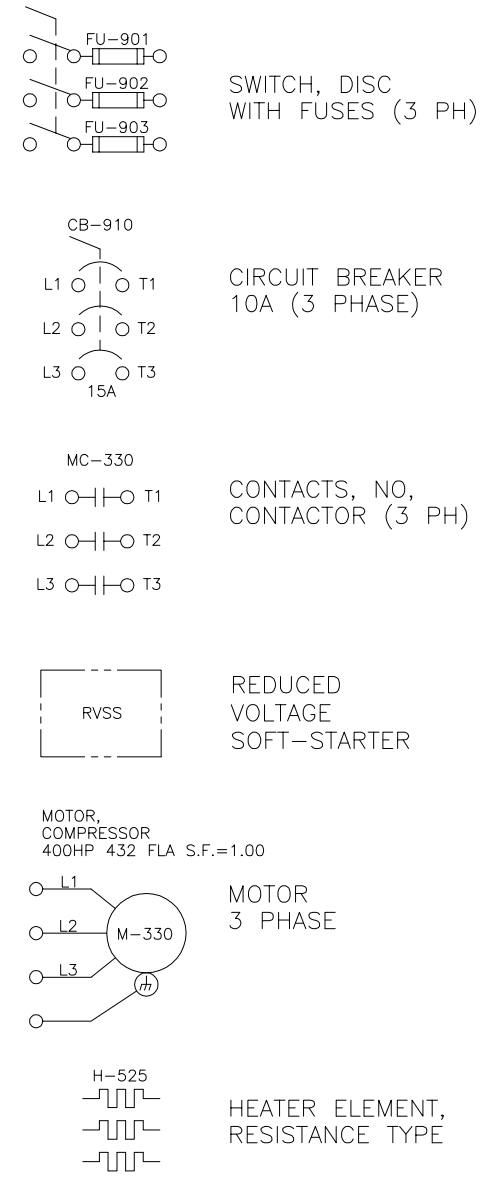 FU-901
FU-902
FU-903
SWITCH, DISC
WITH FUSES (3 PH)
CB-910
L1 T1
L2 T2
L3 T3
15A
CIRCUIT BREAKER
10A (3 PHASE)
MC-330
L1 T1
L2 T2
L3 T3
CONTACTS, NO,
CONTACTOR (3 PH)
RVSS
REDUCED
VOLTAGE
SOFT-STARTER
MOTOR,
COMPRESSOR
400HP 432 FLA S.F.=1.00
L1
L2
L3
M-330
MOTOR
3 PHASE
H-525
HEATER ELEMENT,
RESISTANCE TYPE